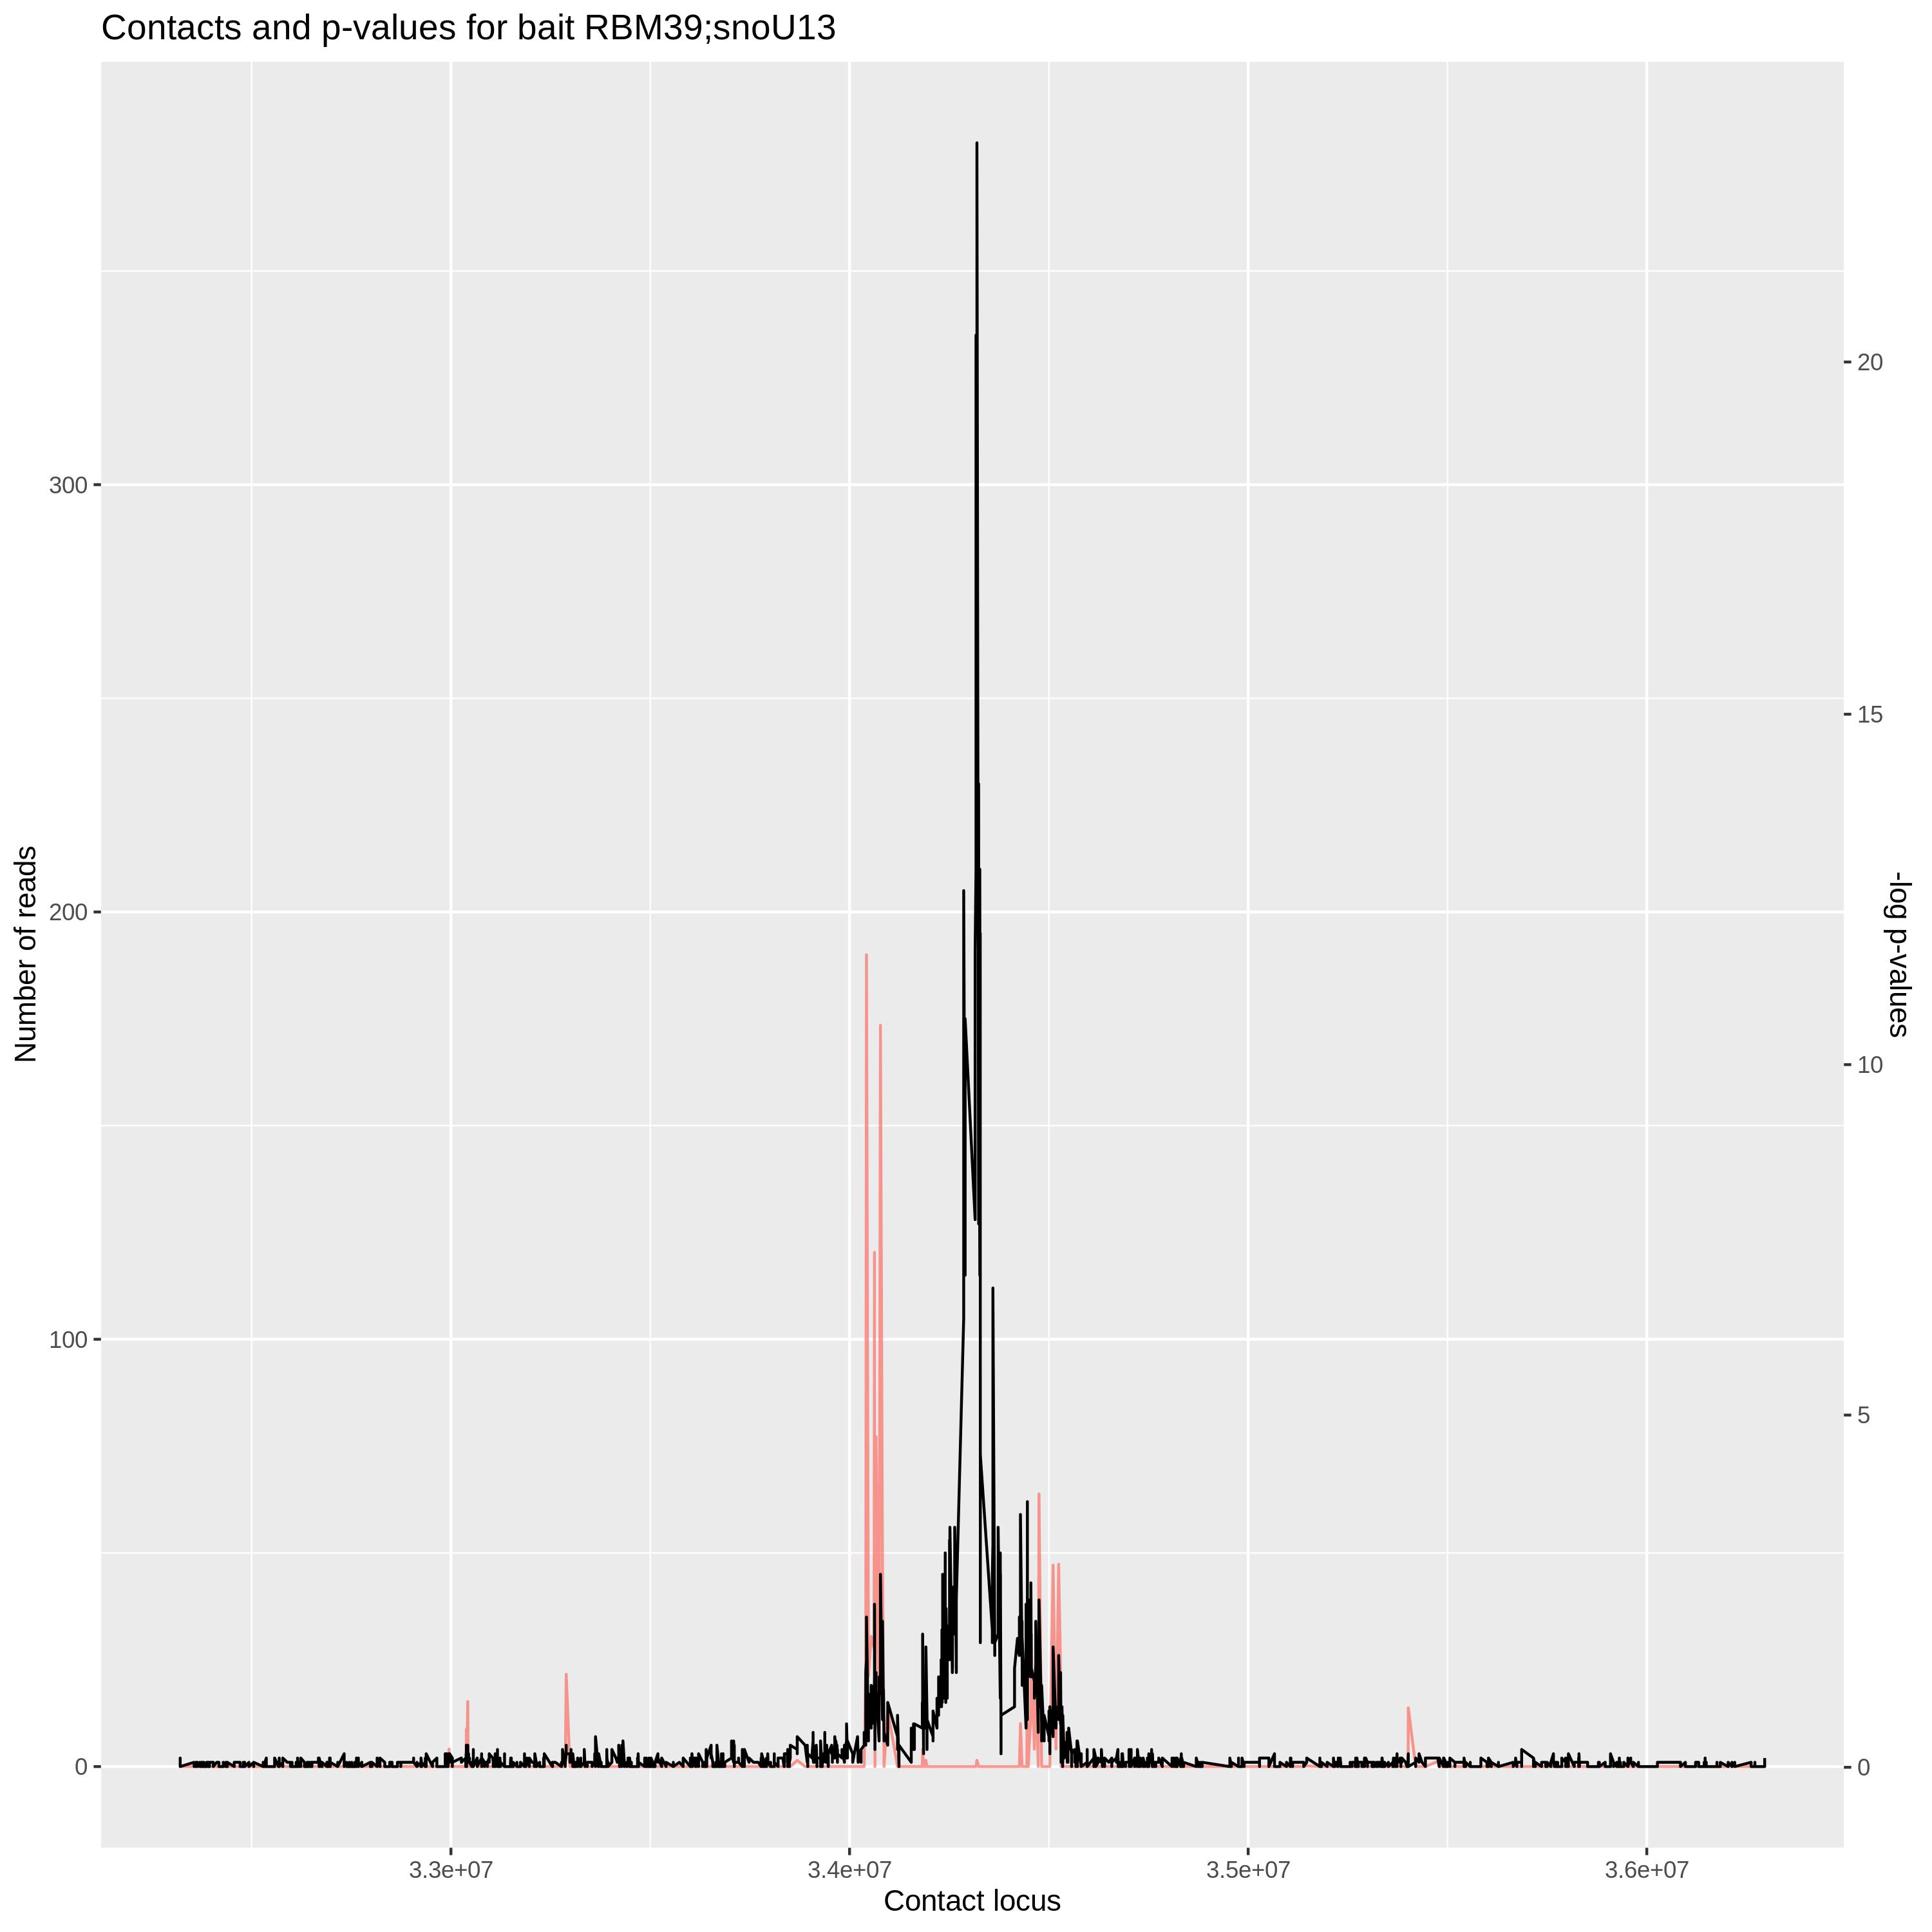 Contacts and p-values for bait RBM39;snoU13
Number of reads
300
200
100
0
20
15
10
5
0
-log p-values
3.3e+07 3.4e+07 3.5e+07 3.6e+07
Contact locus